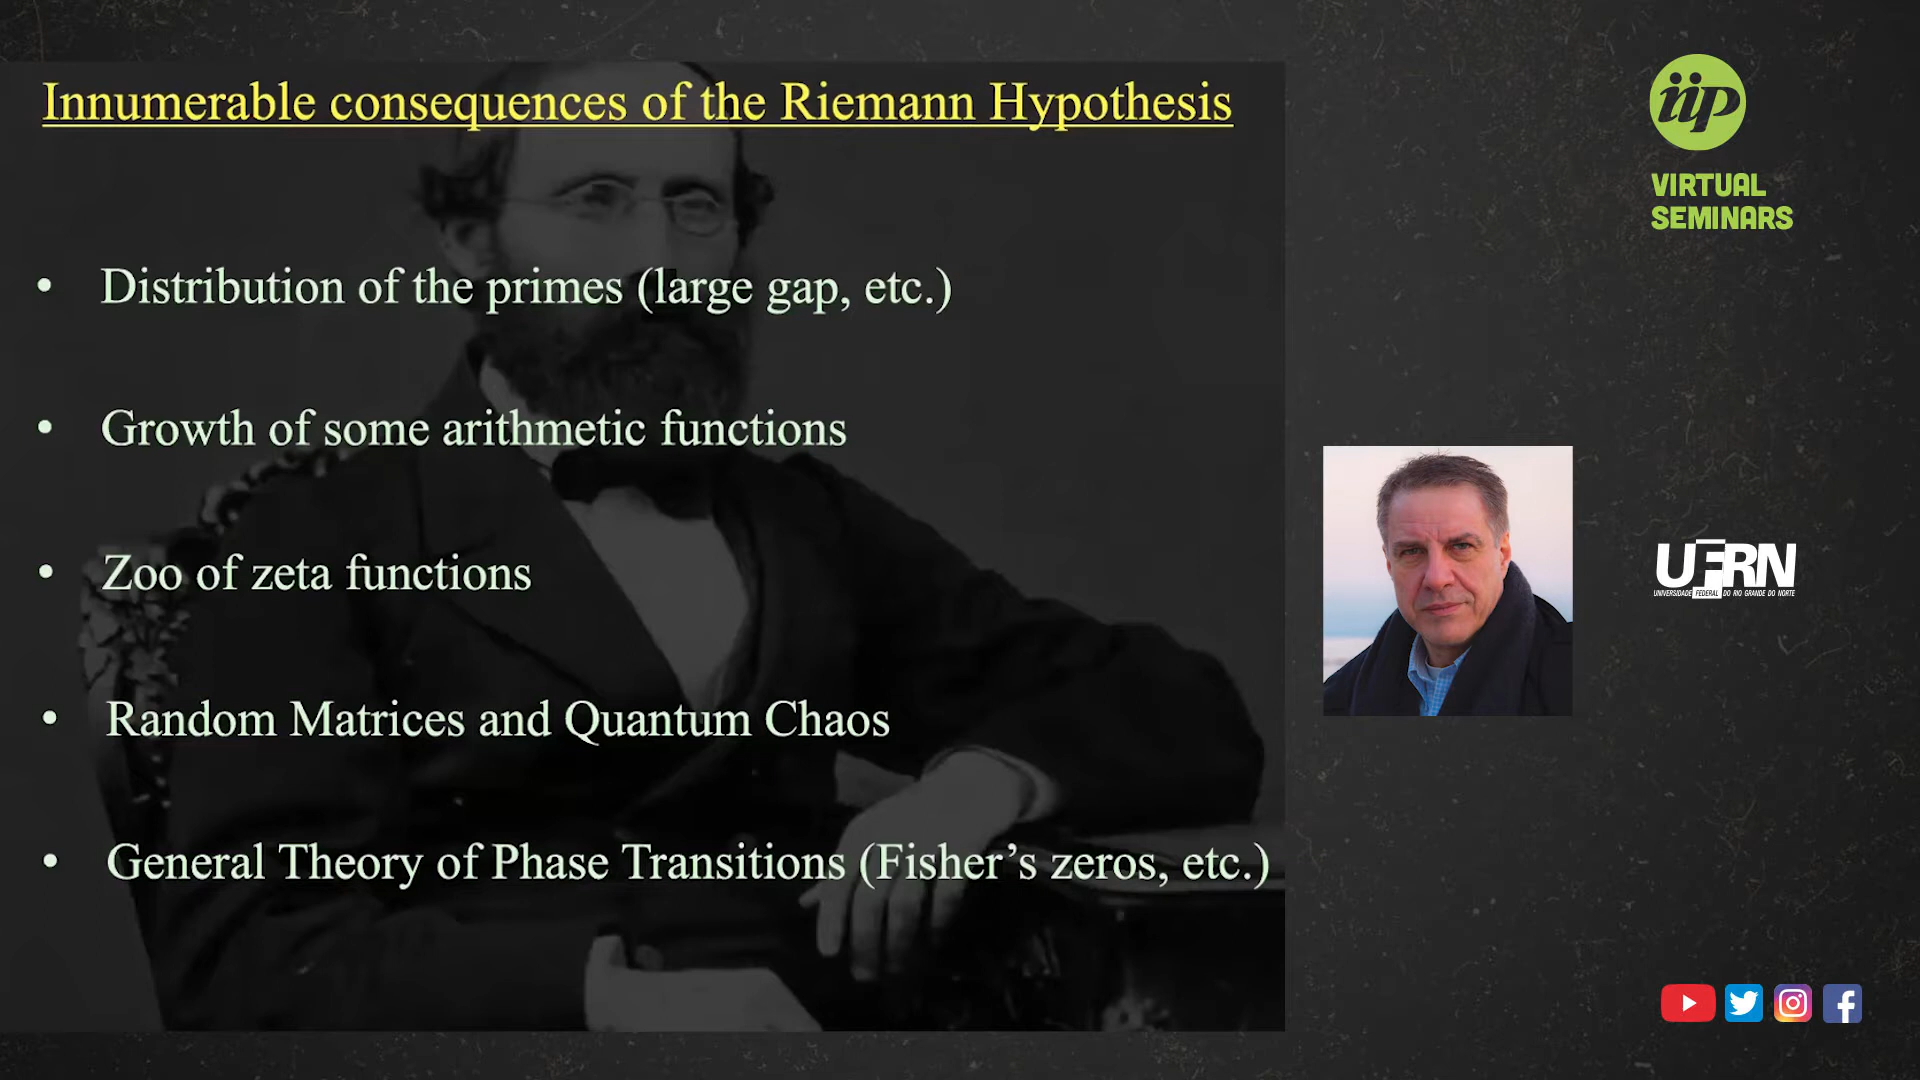 Innumerable consequences of the Riemann Hypothesis
• Distribution of the primes (large gap, etc.)
• Growth of some arithmetic functions
• Zoo of zeta functions
• Random Matrices and Quantum Chaos
• General Theory of Phase Transitions (Fisher’s zeros, etc.)
iip
VIRTUAL
SEMINARS
UFRN
UNIVERSIDADE FEDERAL DO RIO GRANDE DO NORTE